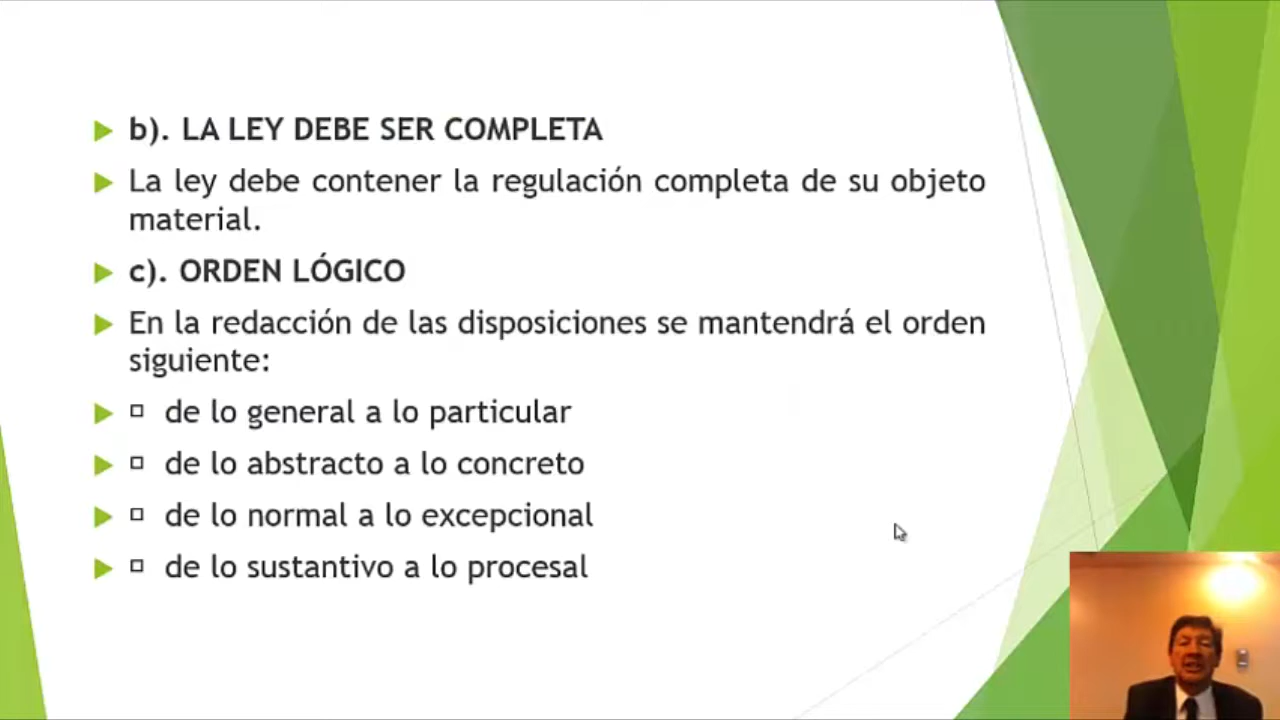 b). LA LEY DEBE SER COMPLETA
La ley debe contener la regulación completa de su objeto
material.
c). ORDEN LÓGICO
En la redacción de las disposiciones se mantendrá el orden
siguiente:
de lo general a lo particular
de lo abstracto a lo concreto
de lo normal a lo excepcional
de lo sustantivo a lo procesal